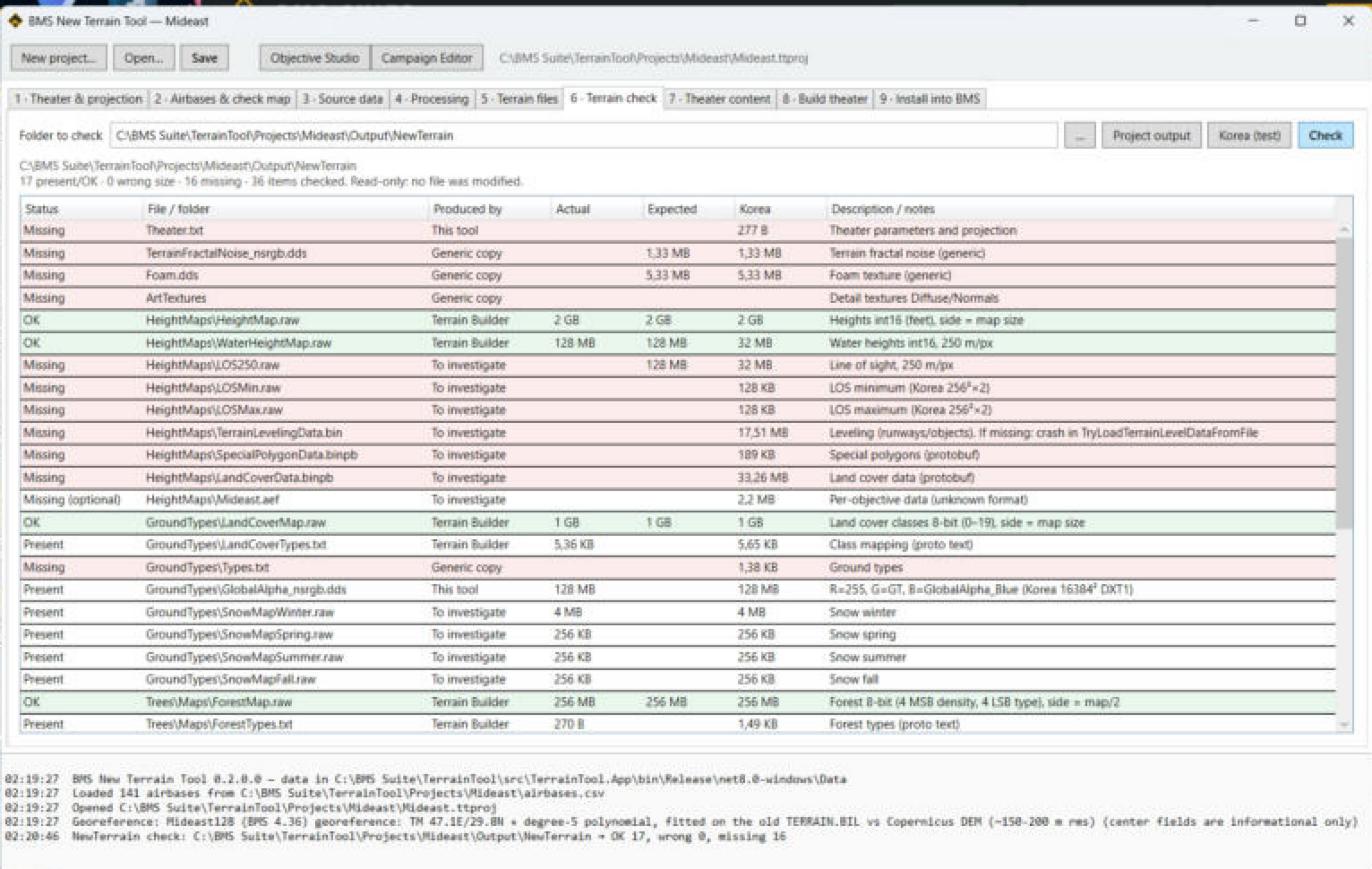 BMS New Terrain Tool — Mideast
New project... Open... Save Objective Studio Campaign Editor C:\BMS Suite\TerrainTool\Projects\Mideast\Mideast.ttproj
1 · Theater & projection 2 · Airbases & check map 3 · Source data 4 · Processing 5 · Terrain files 6 · Terrain check 7 · Theater content 8 · Build theater 9 · Install into BMS
Folder to check C:\BMS Suite\TerrainTool\Projects\Mideast\Output\NewTerrain ... Project output Korea (test) Check
C:\BMS Suite\TerrainTool\Projects\Mideast\Output\NewTerrain
17 present/OK · 0 wrong size · 16 missing · 36 items checked. Read-only: no file was modified.
Status File / folder Produced by Actual Expected Korea Description / notes
Missing Theater.txt This tool 277 B Theater parameters and projection
Missing TerrainFractalNoise_nsrgb.dds Generic copy 1,33 MB 1,33 MB Terrain fractal noise (generic)
Missing Foam.dds Generic copy 5,33 MB 5,33 MB Foam texture (generic)
Missing ArtTextures Generic copy Detail textures Diffuse/Normals
OK HeightMaps\HeightMap.raw Terrain Builder 2 GB 2 GB 2 GB Heights int16 (feet), side = map size
OK HeightMaps\WaterHeightMap.raw Terrain Builder 128 MB 128 MB 32 MB Water heights int16, 250 m/px
Missing HeightMaps\LOS250.raw To investigate 128 MB 32 MB Line of sight, 250 m/px
Missing HeightMaps\LOSMin.raw To investigate 128 KB LOS minimum (Korea 256²×2)
Missing HeightMaps\LOSMax.raw To investigate 128 KB LOS maximum (Korea 256²×2)
Missing HeightMaps\TerrainLevelingData.bin To investigate 17,51 MB Leveling (runways/objects). If missing: crash in TryLoadTerrainLevelDataFromFile
Missing HeightMaps\SpecialPolygonData.binpb To investigate 189 KB Special polygons (protobuf)
Missing HeightMaps\LandCoverData.binpb To investigate 33,26 MB Land cover data (protobuf)
Missing (optional) HeightMaps\Mideast.aef To investigate 2,2 MB Per-objective data (unknown format)
OK GroundTypes\LandCoverMap.raw Terrain Builder 1 GB 1 GB 1 GB Land cover classes 8-bit (0–19), side = map size
Present GroundTypes\LandCoverTypes.txt Terrain Builder 5,36 KB 5,65 KB Class mapping (proto text)
Missing GroundTypes\Types.txt Generic copy 1,38 KB Ground types
Present GroundTypes\GlobalAlpha_nsrgb.dds This tool 128 MB 128 MB R=255, G=GT, B=GlobalAlpha_Blue (Korea 16384² DXT1)
Present GroundTypes\SnowMapWinter.raw To investigate 4 MB 4 MB Snow winter
Present GroundTypes\SnowMapSpring.raw To investigate 256 KB 256 KB Snow spring
Present GroundTypes\SnowMapSummer.raw To investigate 256 KB 256 KB Snow summer
Present GroundTypes\SnowMapFall.raw To investigate 256 KB 256 KB Snow fall
OK Trees\Maps\ForestMap.raw Terrain Builder 256 MB 256 MB 256 MB Forest 8-bit (4 MSB density, 4 LSB type), side = map/2
Present Trees\Maps\ForestTypes.txt Terrain Builder 270 B 1,49 KB Forest types (proto text)
02:19:27 BMS New Terrain Tool 0.2.0.0 — data in C:\BMS Suite\TerrainTool\src\TerrainTool.App\bin\Release\net8.0-windows\Data
02:19:27 Loaded 141 airbases from C:\BMS Suite\TerrainTool\Projects\Mideast\airbases.csv
02:19:27 Opened C:\BMS Suite\TerrainTool\Projects\Mideast\Mideast.ttproj
02:19:27 Georeference: Mideast128 (BMS 4.36) georeference: TM 47.1E/29.8N + degree-5 polynomial, fitted on the old TERRAIN.BIL vs Copernicus DEM (~150-200 m res) (center fields are informational only)
02:20:46 NewTerrain check: C:\BMS Suite\TerrainTool\Projects\Mideast\Output\NewTerrain → OK 17, wrong 0, missing 16